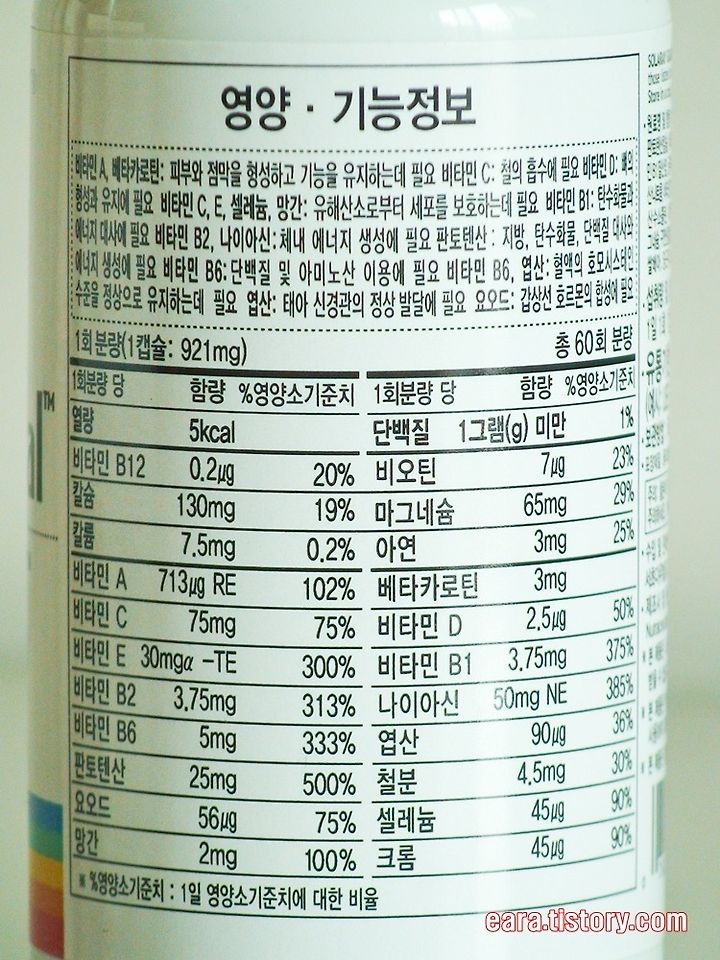 영양 · 기능정보
비타민 A, 베타카로틴: 피부와 점막을 형성하고 기능을 유지하는데 필요 비타민 C: 철의 흡수에 필요 비타민 D: 뼈의
형성과 유지에 필요 비타민 C, E, 셀레늄, 망간: 유해산소로부터 세포를 보호하는데 필요 비타민 B1: 탄수화물과
에너지 대사에 필요 비타민 B2, 나이아신: 체내 에너지 생성에 필요 판토텐산 : 지방, 탄수화물, 단백질 대사와
에너지 생성에 필요 비타민 B6: 단백질 및 아미노산 이용에 필요 비타민 B6, 엽산: 혈액의 호모시스테인
수준을 정상으로 유지하는데 필요 엽산: 태아 신경관의 정상 발달에 필요 요오드: 갑상선 호르몬의 합성에 필요
1회 분량(1캡슐: 921mg) 총 60회 분량
1회분량 당 함량 %영양소기준치 1회분량 당 함량 %영양소기준치
열량 5kcal 단백질 1그램(g) 미만 1%
비타민 B12 0.2μg 20% 비오틴 7μg 23%
칼슘 130mg 19% 마그네슘 65mg 29%
칼륨 7.5mg 0.2% 아연 3mg 25%
비타민 A 713μg RE 102% 베타카로틴 3mg
비타민 C 75mg 75% 비타민 D 2.5μg 50%
비타민 E 30mgα -TE 300% 비타민 B1 3.75mg 375%
비타민 B2 3.75mg 313% 나이아신 50mg NE 385%
비타민 B6 5mg 333% 엽산 90μg 36%
판토텐산 25mg 500% 철분 4.5mg 30%
요오드 56μg 75% 셀레늄 45μg 90%
망간 2mg 100% 크롬 45μg 90%
※ %영양소기준치 : 1일 영양소기준치에 대한 비율
eara.tistory.com